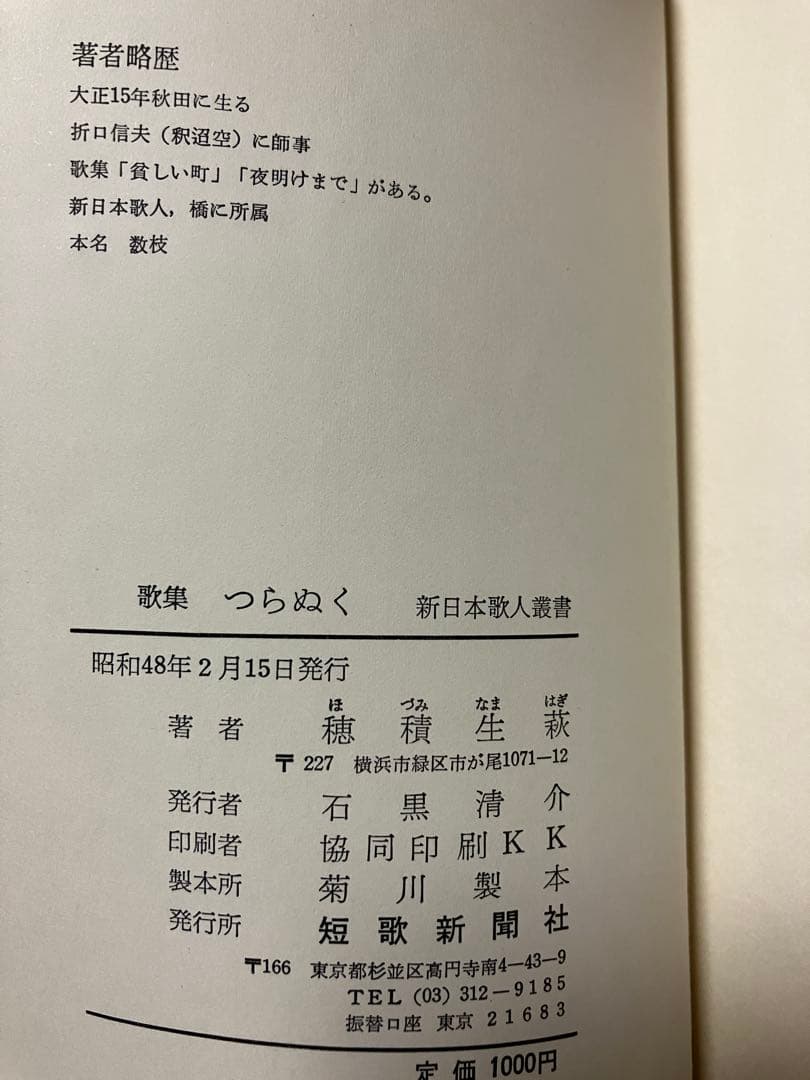 著者略歴
大正15年秋田に生る
折口信夫（釈迢空）に師事
歌集「貧しい町」「夜明けまで」がある。
新日本歌人，橋に所属
本名　数枝
歌集　つらぬく　新日本歌人叢書
昭和48年2月15日発行
ほ　づみ　なま　はぎ
著者　穂積生萩
〒227　横浜市緑区市が尾1071—12
発行者　石黒清介
印刷者　協同印刷KK
製本所　菊川製本
発行所　短歌新聞社
〒166　東京都杉並区高円寺南4—43—9
TEL（03）312—9185
振替口座　東京　21683
定価　1000円